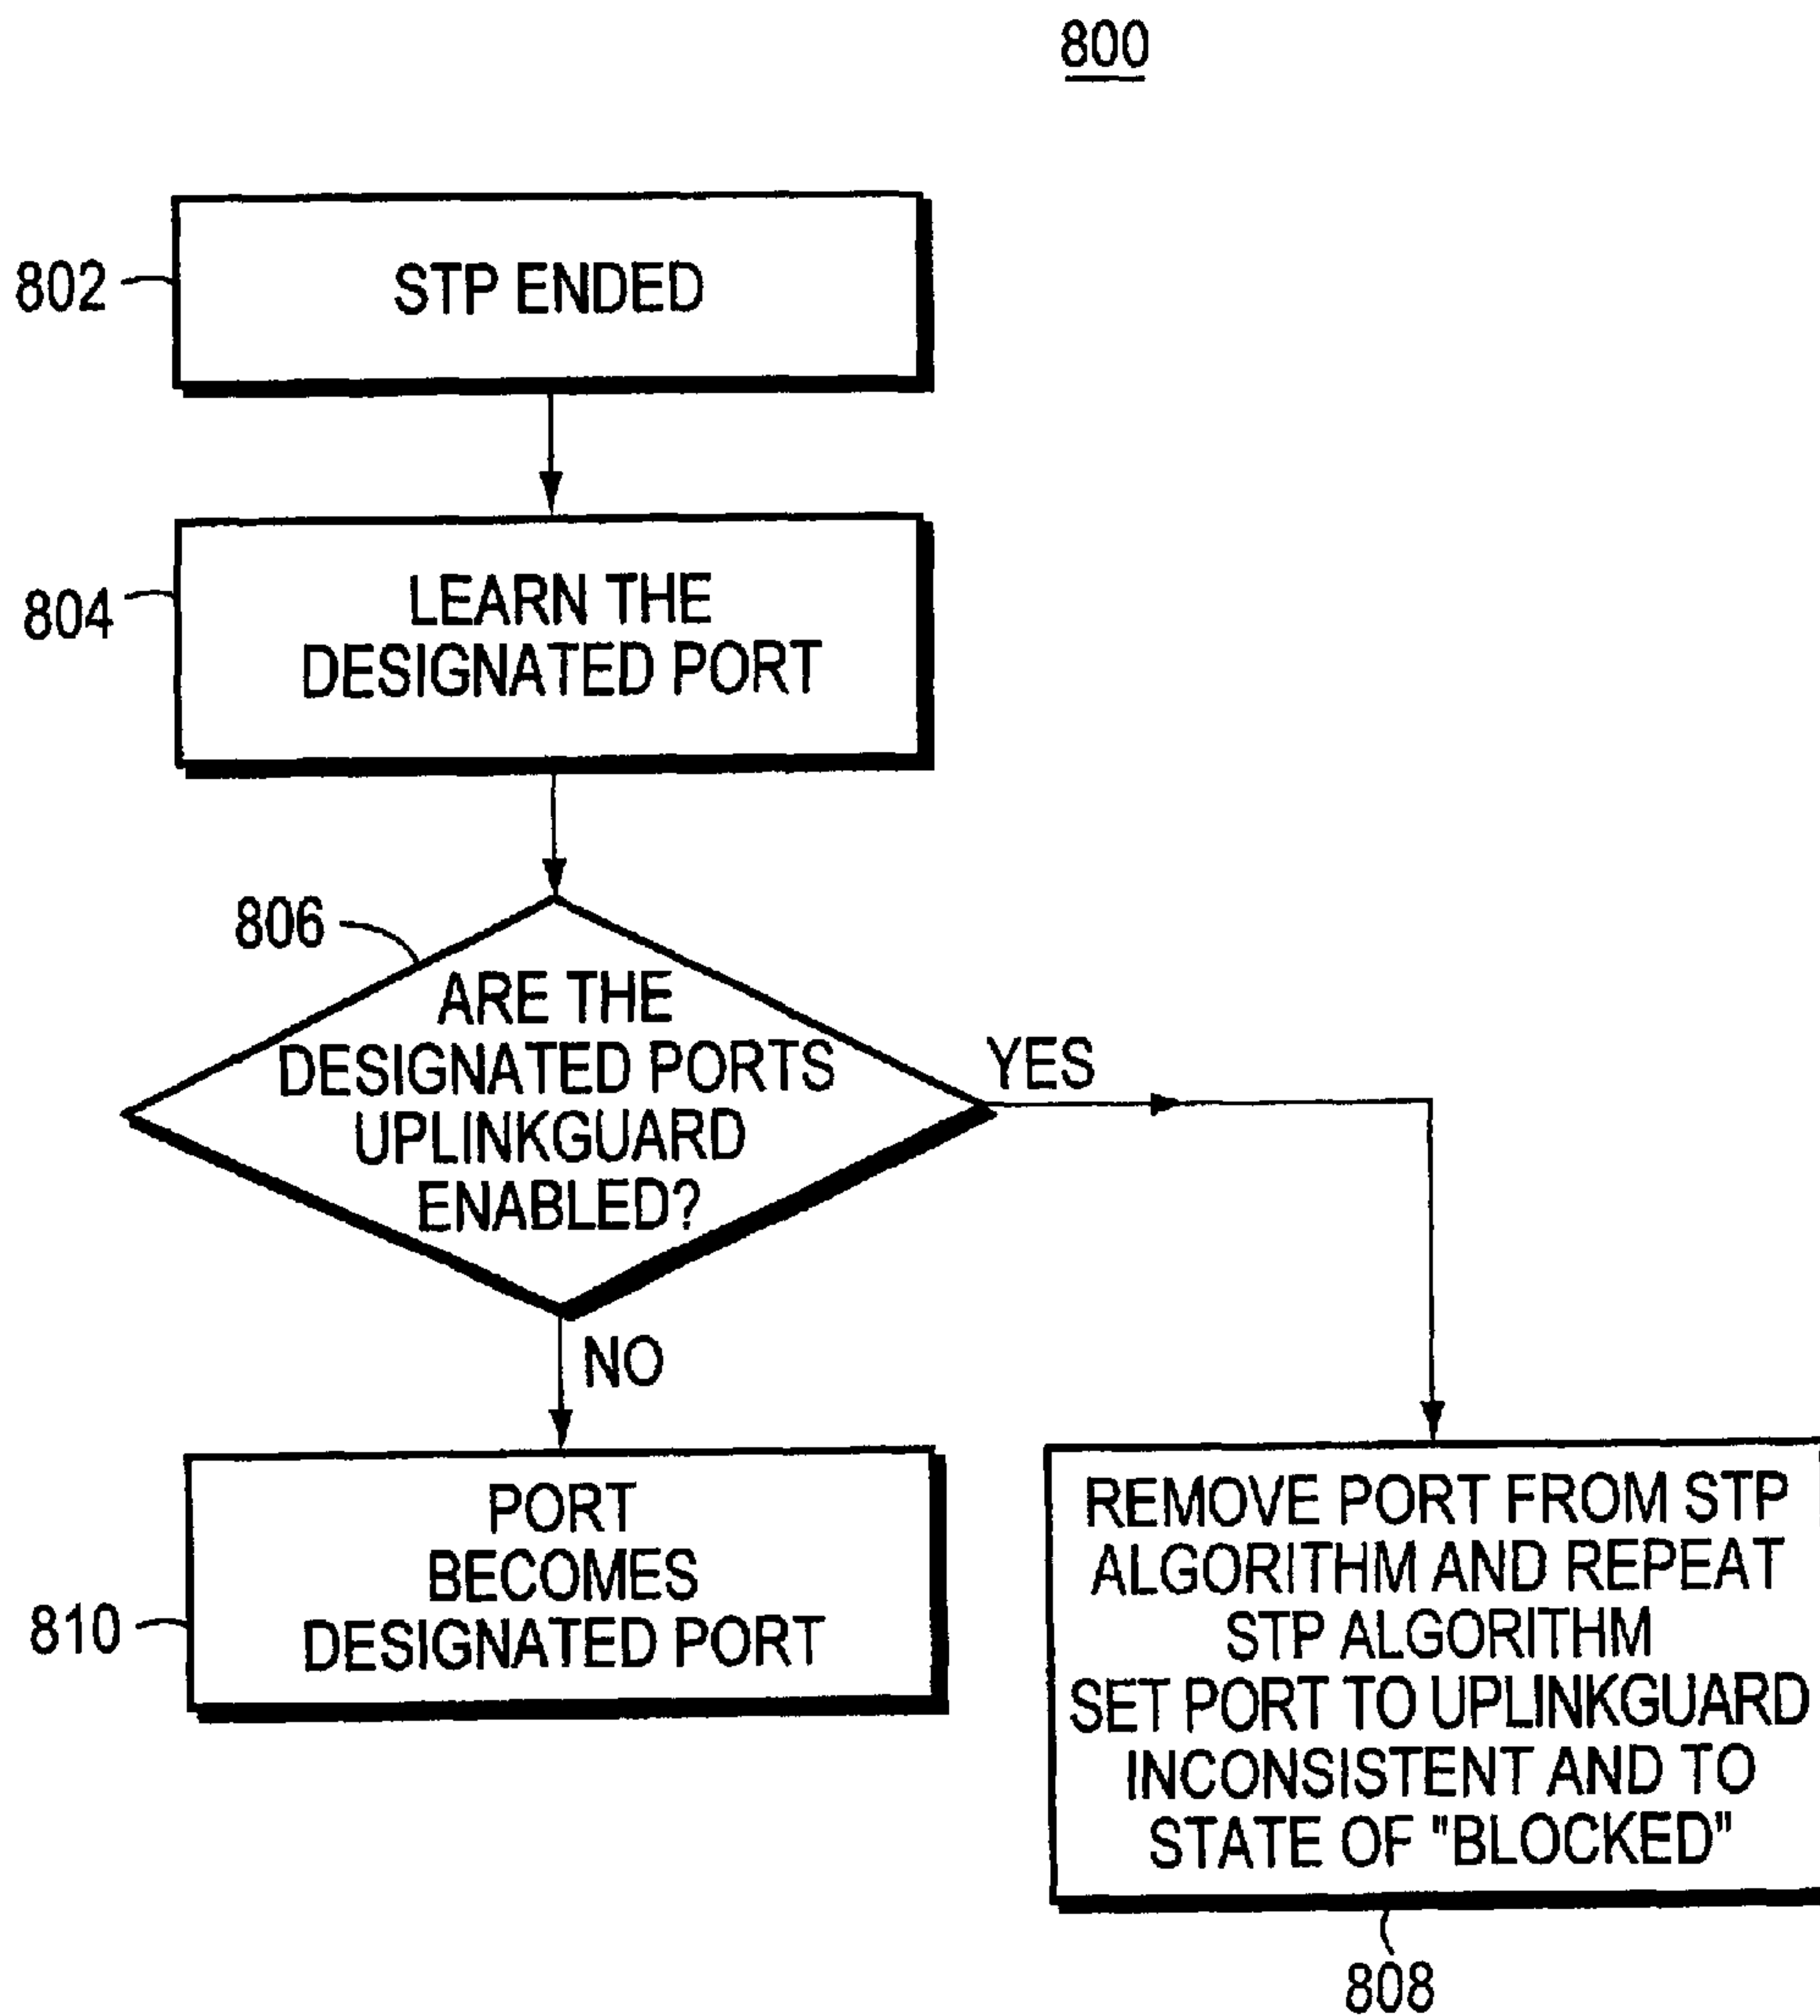 800
802
STP ENDED
804
LEARN THE
DESIGNATED PORT
806
ARE THE
DESIGNATED PORTS
UPLINKGUARD
ENABLED?
YES
NO
810
PORT
BECOMES
DESIGNATED PORT
REMOVE PORT FROM STP
ALGORITHM AND REPEAT
STP ALGORITHM
SET PORT TO UPLINKGUARD
INCONSISTENT AND TO
STATE OF "BLOCKED"
808